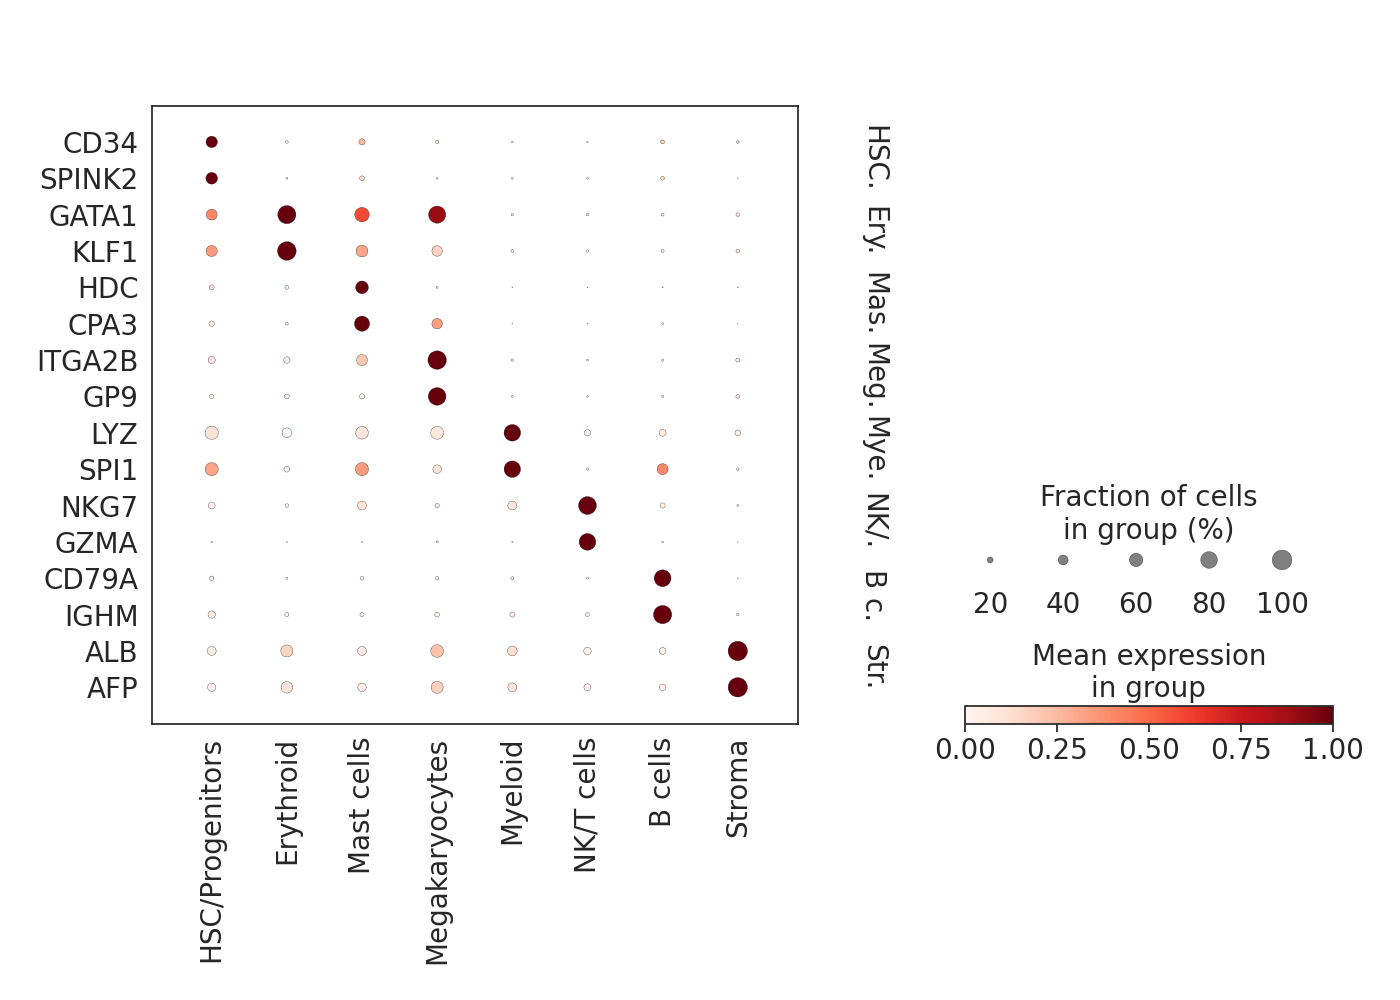 CD34
SPINK2
GATA1
KLF1
HDC
CPA3
ITGA2B
GP9
LYZ
SPI1
NKG7
GZMA
CD79A
IGHM
ALB
AFP
HSC/Progenitors
Erythroid
Mast cells
Megakaryocytes
Myeloid
NK/T cells
B cells
Stroma
HSC.
Ery.
Mas.
Meg.
Mye.
NK/.
B c.
Str.
Fraction of cells
in group (%)
20 40 60 80 100
Mean expression
in group
0.00 0.25 0.50 0.75 1.00